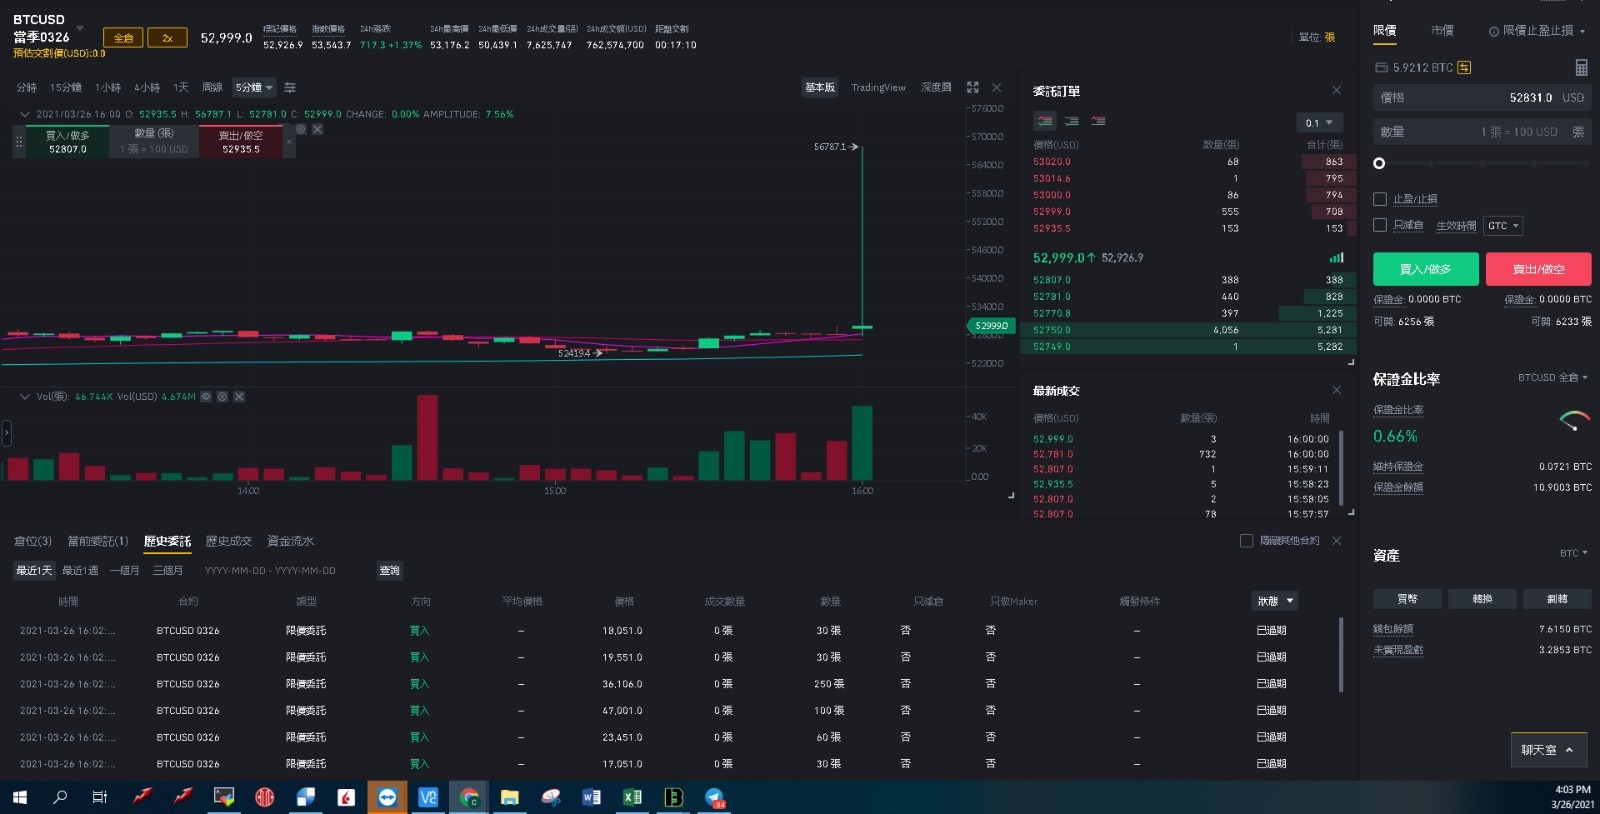 BTCUSD
當季0326
預估交割價(USD):0.0
全倉
2x
52,999.0
標記價格
52,926.9
指數價格
53,543.7
24h漲跌
717.3 +1.37%
24h最高價
53,176.2
24h最低價
50,439.1
24h成交量(張)
7,625,747
24h成交額(USD)
762,574,700
距離交割
00:17:10
單位: 張
分時 15分鐘 1小時 4小時 1天 周線 5分鐘
基本版 TradingView 深度圖
2021/03/26 16:00 O: 52935.5 H: 56787.1 L: 52781.0 C: 52999.0 CHANGE: 0.00% AMPLITUDE: 7.56%
買入/做多
52807.0
數量 (張)
1 張 = 100 USD
賣出/做空
52935.5
56787.1
52419.4
57600.0
57000.0
56400.0
55800.0
55200.0
54600.0
54000.0
53400.0
52999.0
52800.0
52200.0
Vol(張): 46.744K Vol(USD) 4.674M
40K
20K
0.00
14:00 15:00 16:00
委託訂單
0.1
價格(USD) 数量(張) 合计(張)
53020.0 68 863
53014.6 1 795
53000.0 86 794
52999.0 555 708
52935.5 153 153
52,999.0↑ 52,926.9
52807.0 388 388
52781.0 440 828
52770.8 397 1,225
52750.0 4,056 5,281
52749.0 1 5,282
最新成交
價格(USD) 數量(張) 時間
52,999.0 3 16:00:00
52,781.0 732 16:00:00
52,807.0 1 15:59:11
52,935.5 5 15:58:23
52,807.0 2 15:58:05
52,807.0 78 15:57:57
限價 市價 限價止盈止損
5.9212 BTC
價格 52831.0 USD
數量 1 張 = 100 USD 張
止盈/止損
只減倉 生效時間 GTC
買入/做多 賣出/做空
保證金: 0.0000 BTC 保證金: 0.0000 BTC
可開: 6256 張 可開: 6233 張
保證金比率 BTCUSD 全倉
保證金比率
0.66%
維持保證金 0.0721 BTC
保證金餘額 10.9003 BTC
資產 BTC
買幣 轉換 劃轉
錢包餘額 7.6150 BTC
未實現盈虧 3.2853 BTC
聊天室
倉位(3) 當前委託(1) 歷史委託 歷史成交 資金流水
隱藏其他合約
最近1天 最近1週 一個月 三個月 YYYY-MM-DD - YYYY-MM-DD 查詢
時間 合約 類型 方向 平均價格 價格 成交數量 數量 只減倉 只做Maker 觸發條件 狀態
2021-03-26 16:02:... BTCUSD 0326 限價委託 買入 – 18,051.0 0 張 30 張 否 否 – 已過期
2021-03-26 16:02:... BTCUSD 0326 限價委託 買入 – 19,551.0 0 張 30 張 否 否 – 已過期
2021-03-26 16:02:... BTCUSD 0326 限價委託 買入 – 36,106.0 0 張 250 張 否 否 – 已過期
2021-03-26 16:02:... BTCUSD 0326 限價委託 買入 – 47,001.0 0 張 100 張 否 否 – 已過期
2021-03-26 16:02:... BTCUSD 0326 限價委託 買入 – 23,451.0 0 張 60 張 否 否 – 已過期
2021-03-26 16:02:... BTCUSD 0326 限價委託 買入 – 17,051.0 0 張 30 張 否 否 – 已過期
4:03 PM
3/26/2021